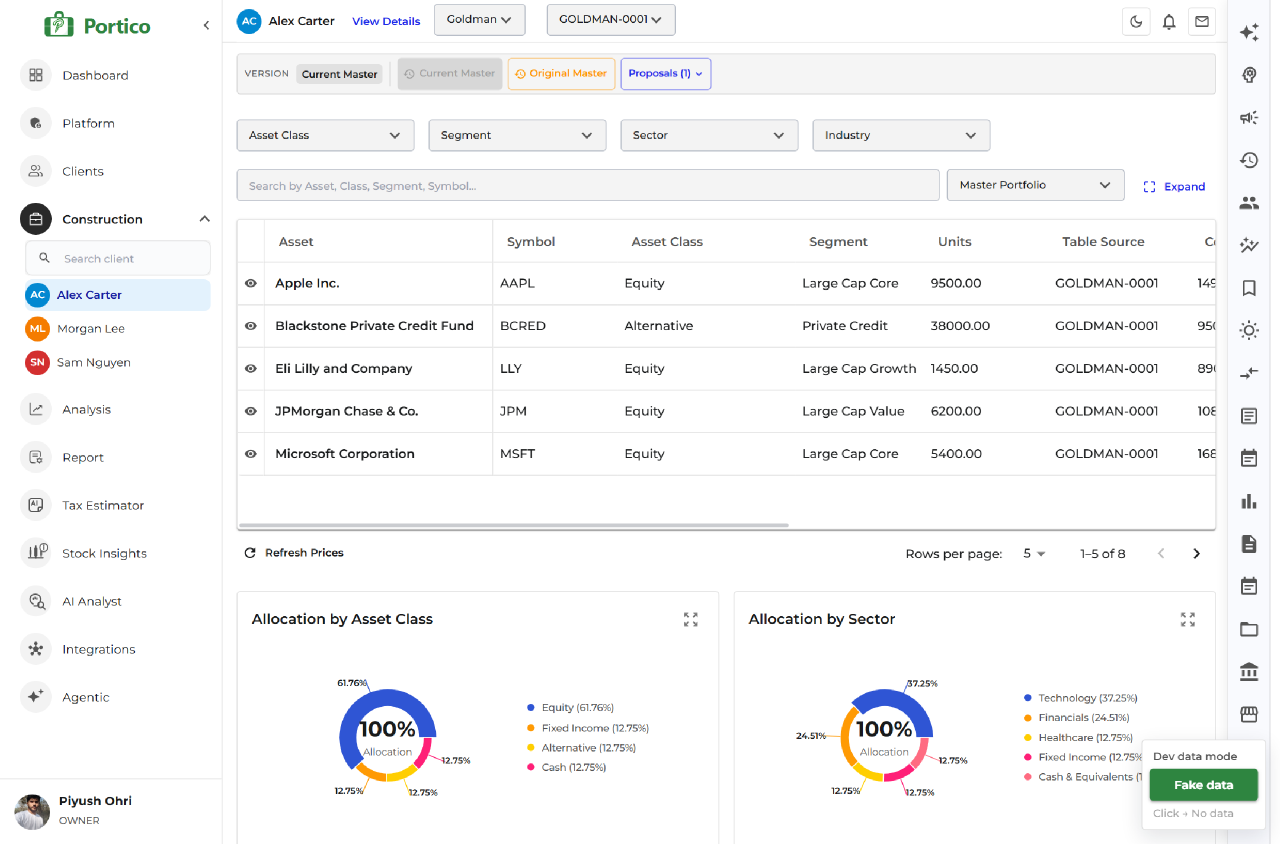 Portico
Dashboard
Platform
Clients
Construction
Search client
AC Alex Carter
ML Morgan Lee
SN Sam Nguyen
Analysis
Report
Tax Estimator
Stock Insights
AI Analyst
Integrations
Agentic
Piyush Ohri
OWNER
AC Alex Carter View Details Goldman GOLDMAN-0001
VERSION Current Master Current Master Original Master Proposals (1)
Asset Class Segment Sector Industry
Search by Asset, Class, Segment, Symbol... Master Portfolio Expand
Asset Symbol Asset Class Segment Units Table Source
Apple Inc. AAPL Equity Large Cap Core 9500.00 GOLDMAN-0001
Blackstone Private Credit Fund BCRED Alternative Private Credit 38000.00 GOLDMAN-0001
Eli Lilly and Company LLY Equity Large Cap Growth 1450.00 GOLDMAN-0001
JPMorgan Chase & Co. JPM Equity Large Cap Value 6200.00 GOLDMAN-0001
Microsoft Corporation MSFT Equity Large Cap Core 5400.00 GOLDMAN-0001
Refresh Prices Rows per page: 5 1–5 of 8
Allocation by Asset Class
61.76%
100%
Allocation
12.75%
12.75%
12.75%
Equity (61.76%)
Fixed Income (12.75%)
Alternative (12.75%)
Cash (12.75%)
Allocation by Sector
37.25%
24.51%
100%
Allocation
12.75%
12.75%
12.75%
Technology (37.25%)
Financials (24.51%)
Healthcare (12.75%)
Fixed Income (12.75%
Cash & Equivalents
Dev data mode
Fake data
Click → No data